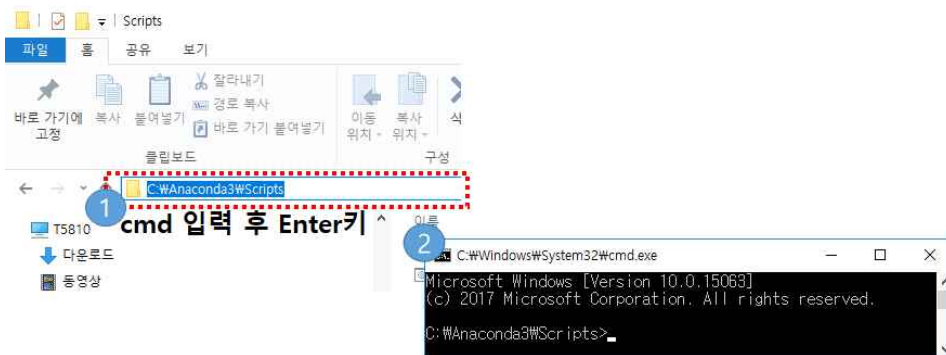 Scripts
파일 홈 공유 보기
바로 가기에 고정
복사
붙여넣기
잘라내기
경로 복사
바로 가기 붙여넣기
이동 위치
복사 위치
클립보드
구성
C:₩Anaconda3₩Scripts
1
cmd 입력 후 Enter키
T5810
다운로드
동영상
이름
2
C:₩Windows₩System32₩cmd.exe
Microsoft Windows [Version 10.0.15063]
(c) 2017 Microsoft Corporation. All rights reserved.
C:₩Anaconda3₩Scripts>